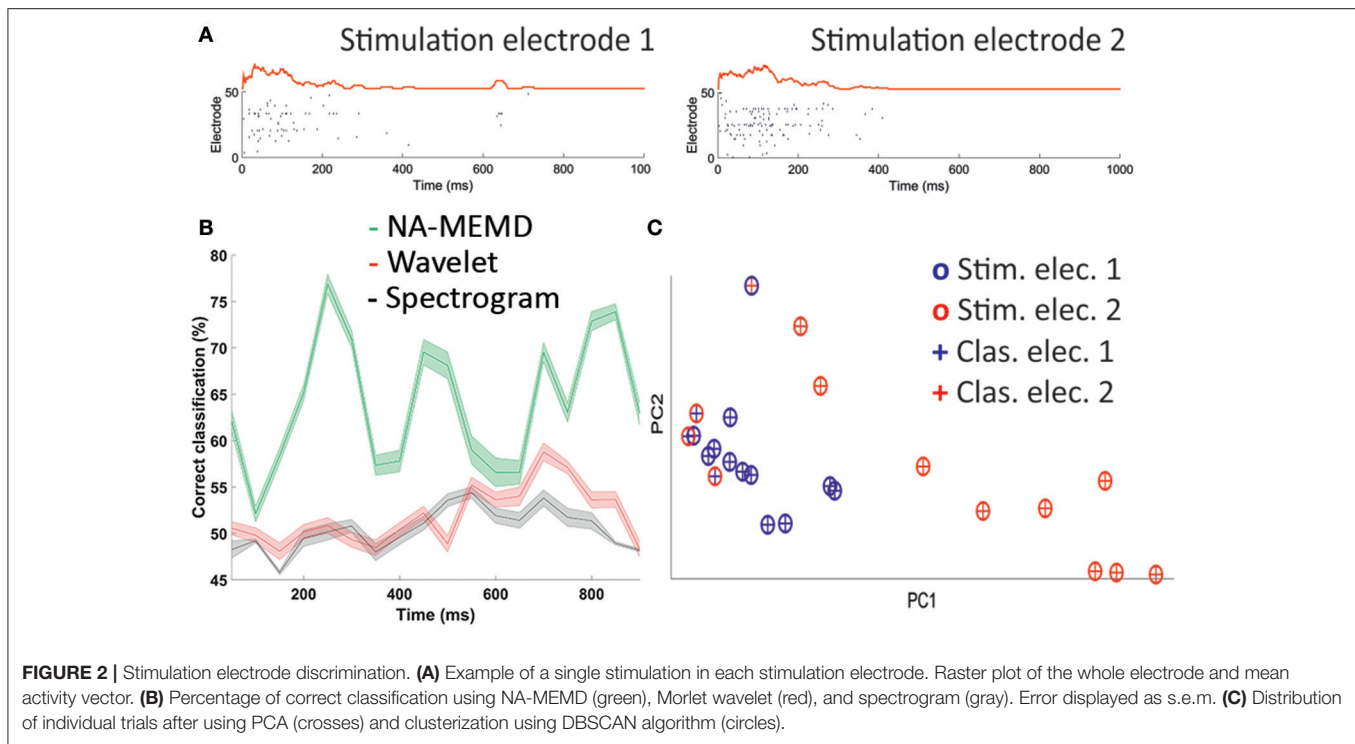 A
Stimulation electrode 1
Stimulation electrode 2
50
Electrode
0
0 200 400 600 800 100
Time (ms)
50
Electrode
0
0 200 400 600 800 1000
Time (ms)
B
- NA-MEMD
- Wavelet
- Spectrogram
80
75
70
65
60
55
50
45
Correct classification (%)
200 400 600 800
Time (ms)
C
Stim. elec. 1
Stim. elec. 2
Clas. elec. 1
Clas. elec. 2
PC2
PC1
FIGURE 2 | Stimulation electrode discrimination. (A) Example of a single stimulation in each stimulation electrode. Raster plot of the whole electrode and mean
activity vector. (B) Percentage of correct classification using NA-MEMD (green), Morlet wavelet (red), and spectrogram (gray). Error displayed as s.e.m. (C) Distribution
of individual trials after using PCA (crosses) and clusterization using DBSCAN algorithm (circles).